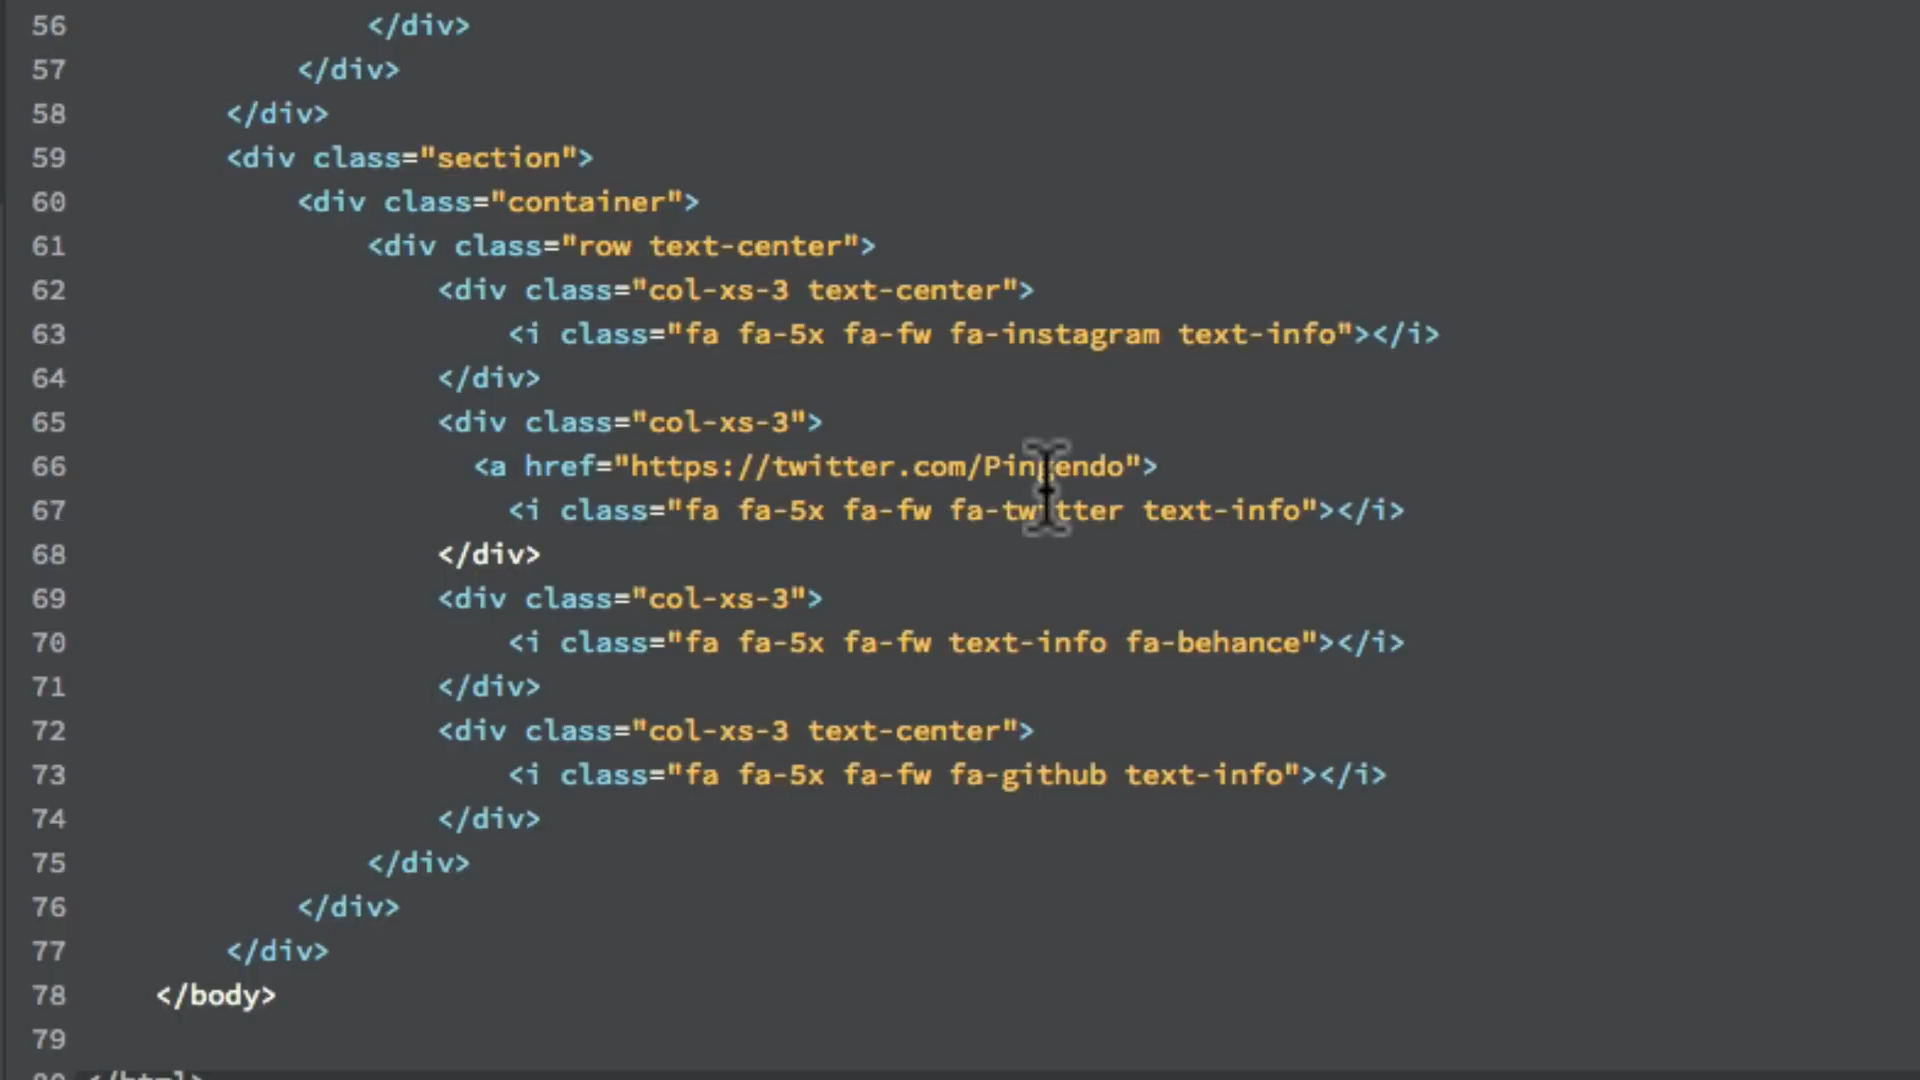 56 </div>
57 </div>
58 </div>
59 <div class="section">
60 <div class="container">
61 <div class="row text-center">
62 <div class="col-xs-3 text-center">
63 <i class="fa fa-5x fa-fw fa-instagram text-info"></i>
64 </div>
65 <div class="col-xs-3">
66 <a href="https://twitter.com/Pingendo">
67 <i class="fa fa-5x fa-fw fa-twitter text-info"></i>
68 </div>
69 <div class="col-xs-3">
70 <i class="fa fa-5x fa-fw text-info fa-behance"></i>
71 </div>
72 <div class="col-xs-3 text-center">
73 <i class="fa fa-5x fa-fw fa-github text-info"></i>
74 </div>
75 </div>
76 </div>
77 </div>
78 </body>
79
80 </html>